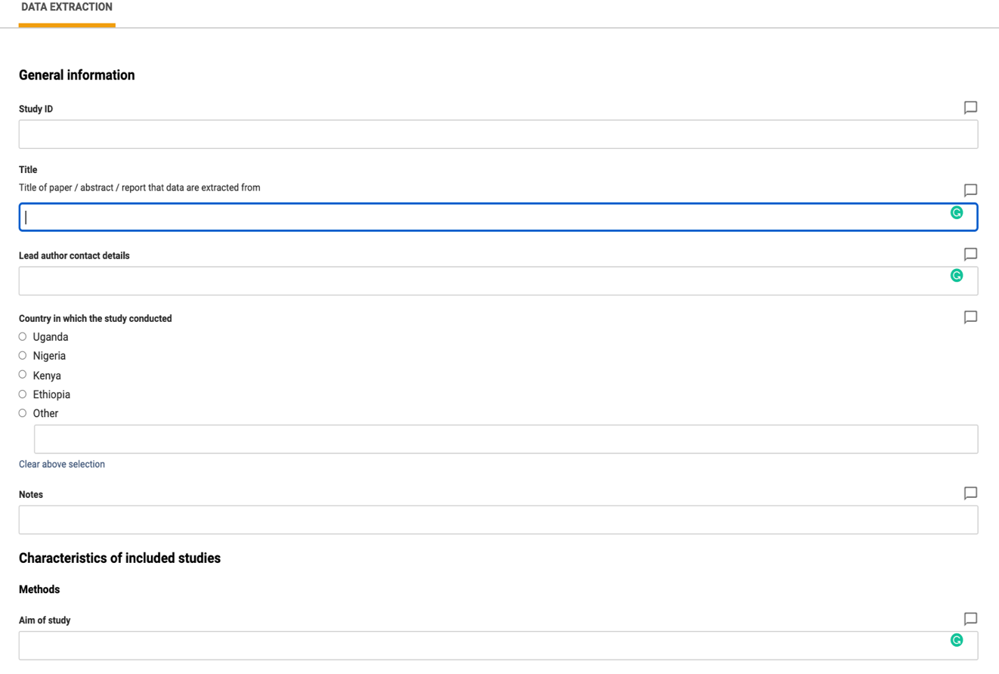 DATA EXTRACTION
General information
Study ID
Title
Title of paper / abstract / report that data are extracted from
Lead author contact details
Country in which the study conducted
Uganda
Nigeria
Kenya
Ethiopia
Other
Clear above selection
Notes
Characteristics of included studies
Methods
Aim of study